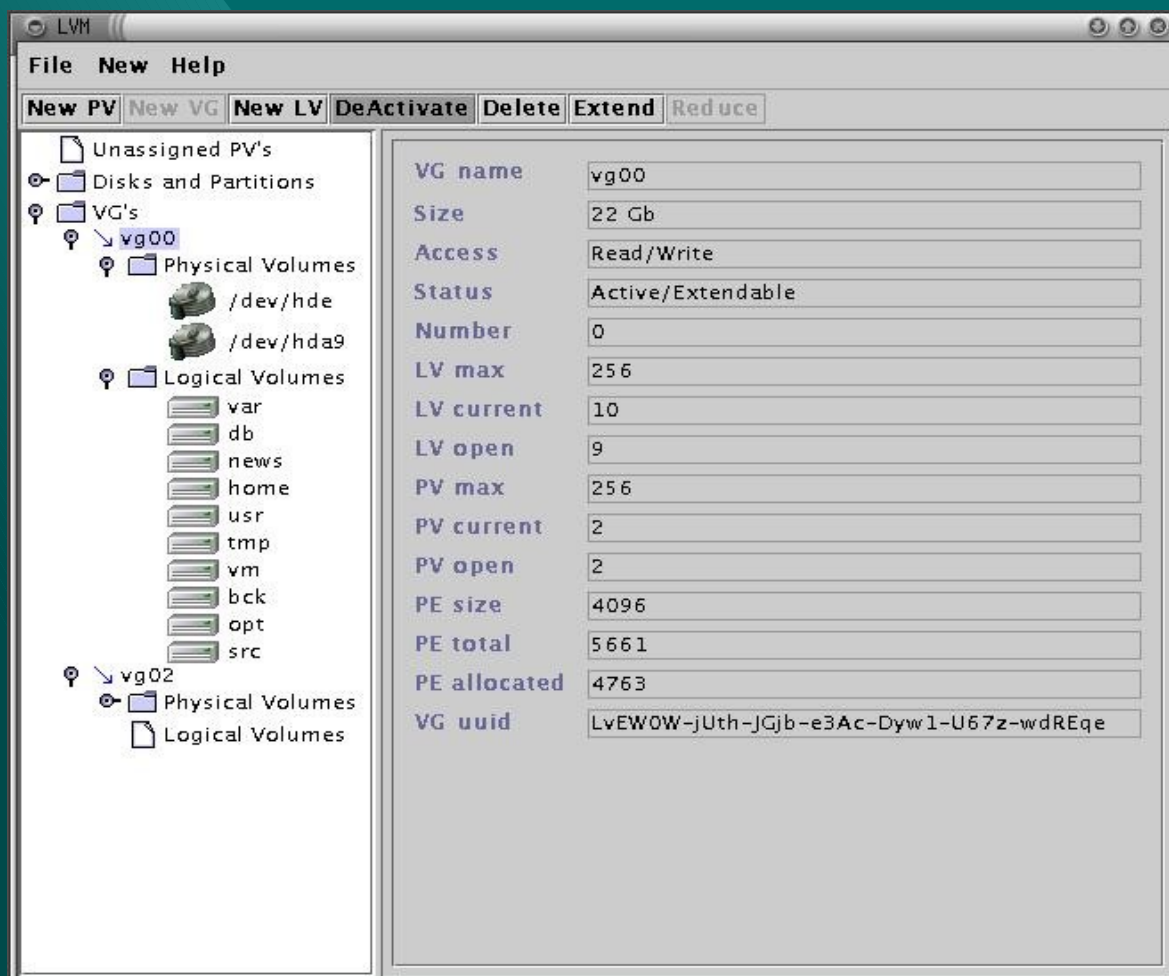 LVM
File New Help
New PV New VG New LV DeActivate Delete Extend Reduce
Unassigned PV's
Disks and Partitions
VG's
vg00
Physical Volumes
/dev/hde
/dev/hda9
Logical Volumes
var
db
news
home
usr
tmp
vm
bck
opt
src
vg02
Physical Volumes
Logical Volumes
VG name vg00
Size 22 Gb
Access Read/Write
Status Active/Extendable
Number 0
LV max 256
LV current 10
LV open 9
PV max 256
PV current 2
PV open 2
PE size 4096
PE total 5661
PE allocated 4763
VG uuid LvEW0W-jUth-JGjb-e3Ac-Dyw1-U67z-wdREqe